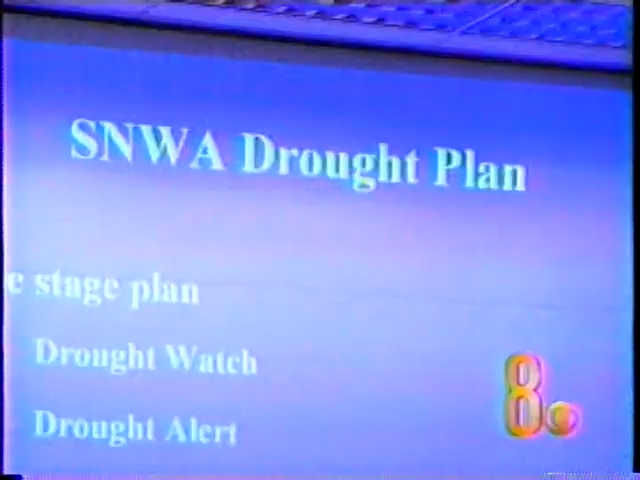 SNWA Drought Plan
e stage plan
Drought Watch
Drought Alert
8